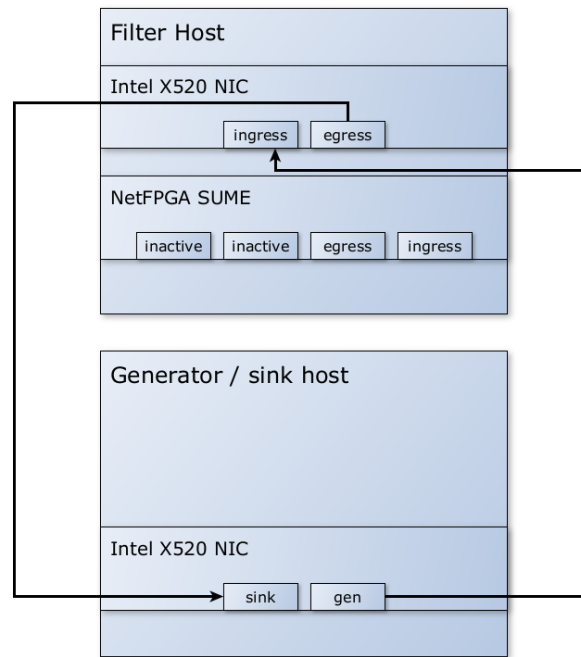 Filter Host
Intel X520 NIC
ingress egress
NetFPGA SUME
inactive inactive egress ingress
Generator / sink host
Intel X520 NIC
sink gen